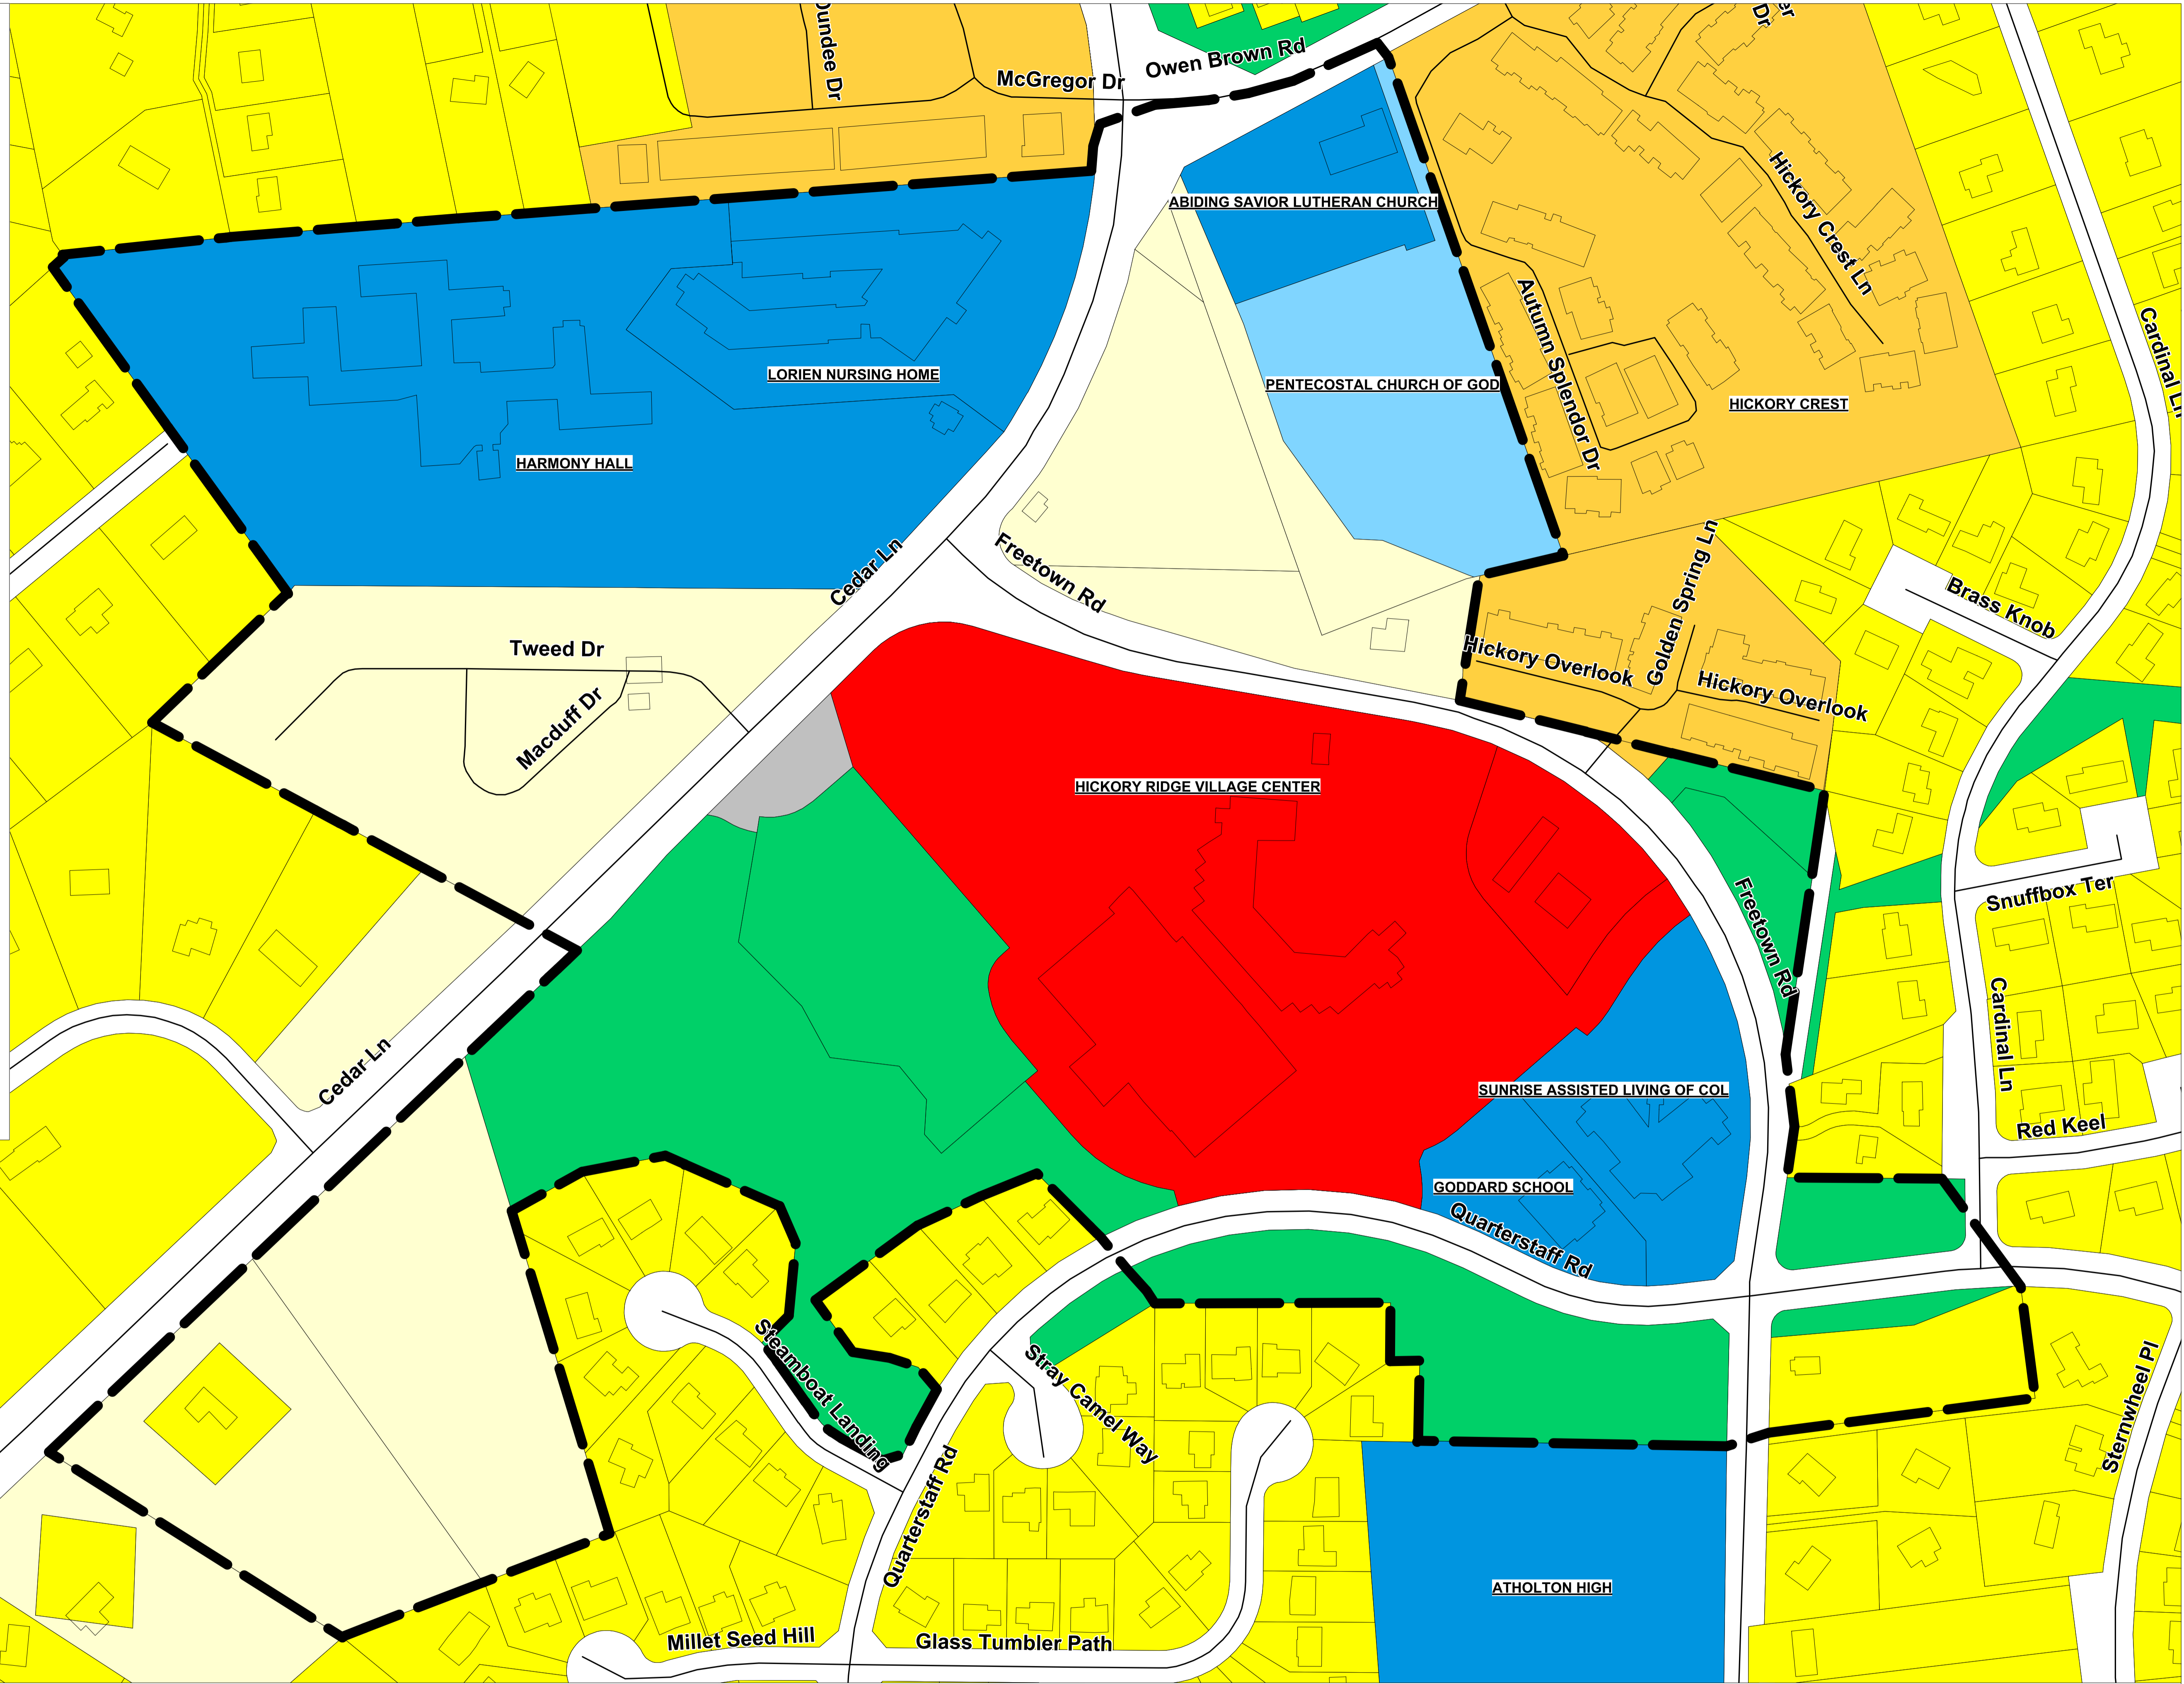 Dundee Dr
McGregor Dr
Owen Brown Rd
Dr
Hickory Crest Ln
ABIDING SAVIOR LUTHERAN CHURCH
Autumn Splendor Dr
Cardinal Ln
LORIEN NURSING HOME
PENTECOSTAL CHURCH OF GOD
HICKORY CREST
HARMONY HALL
Cedar Ln
Freetown Rd
Golden Spring Ln
Brass Knob
Tweed Dr
Macduff Dr
Hickory Overlook
Hickory Overlook
HICKORY RIDGE VILLAGE CENTER
Snuffbox Ter
Freetown Rd
Cardinal Ln
Cedar Ln
SUNRISE ASSISTED LIVING OF COL
Red Keel
GODDARD SCHOOL
Quarterstaff Rd
Steamboat Landing
Stray Camel Way
Sternwheel Pl
Quarterstaff Rd
ATHOLTON HIGH
Millet Seed Hill
Glass Tumbler Path